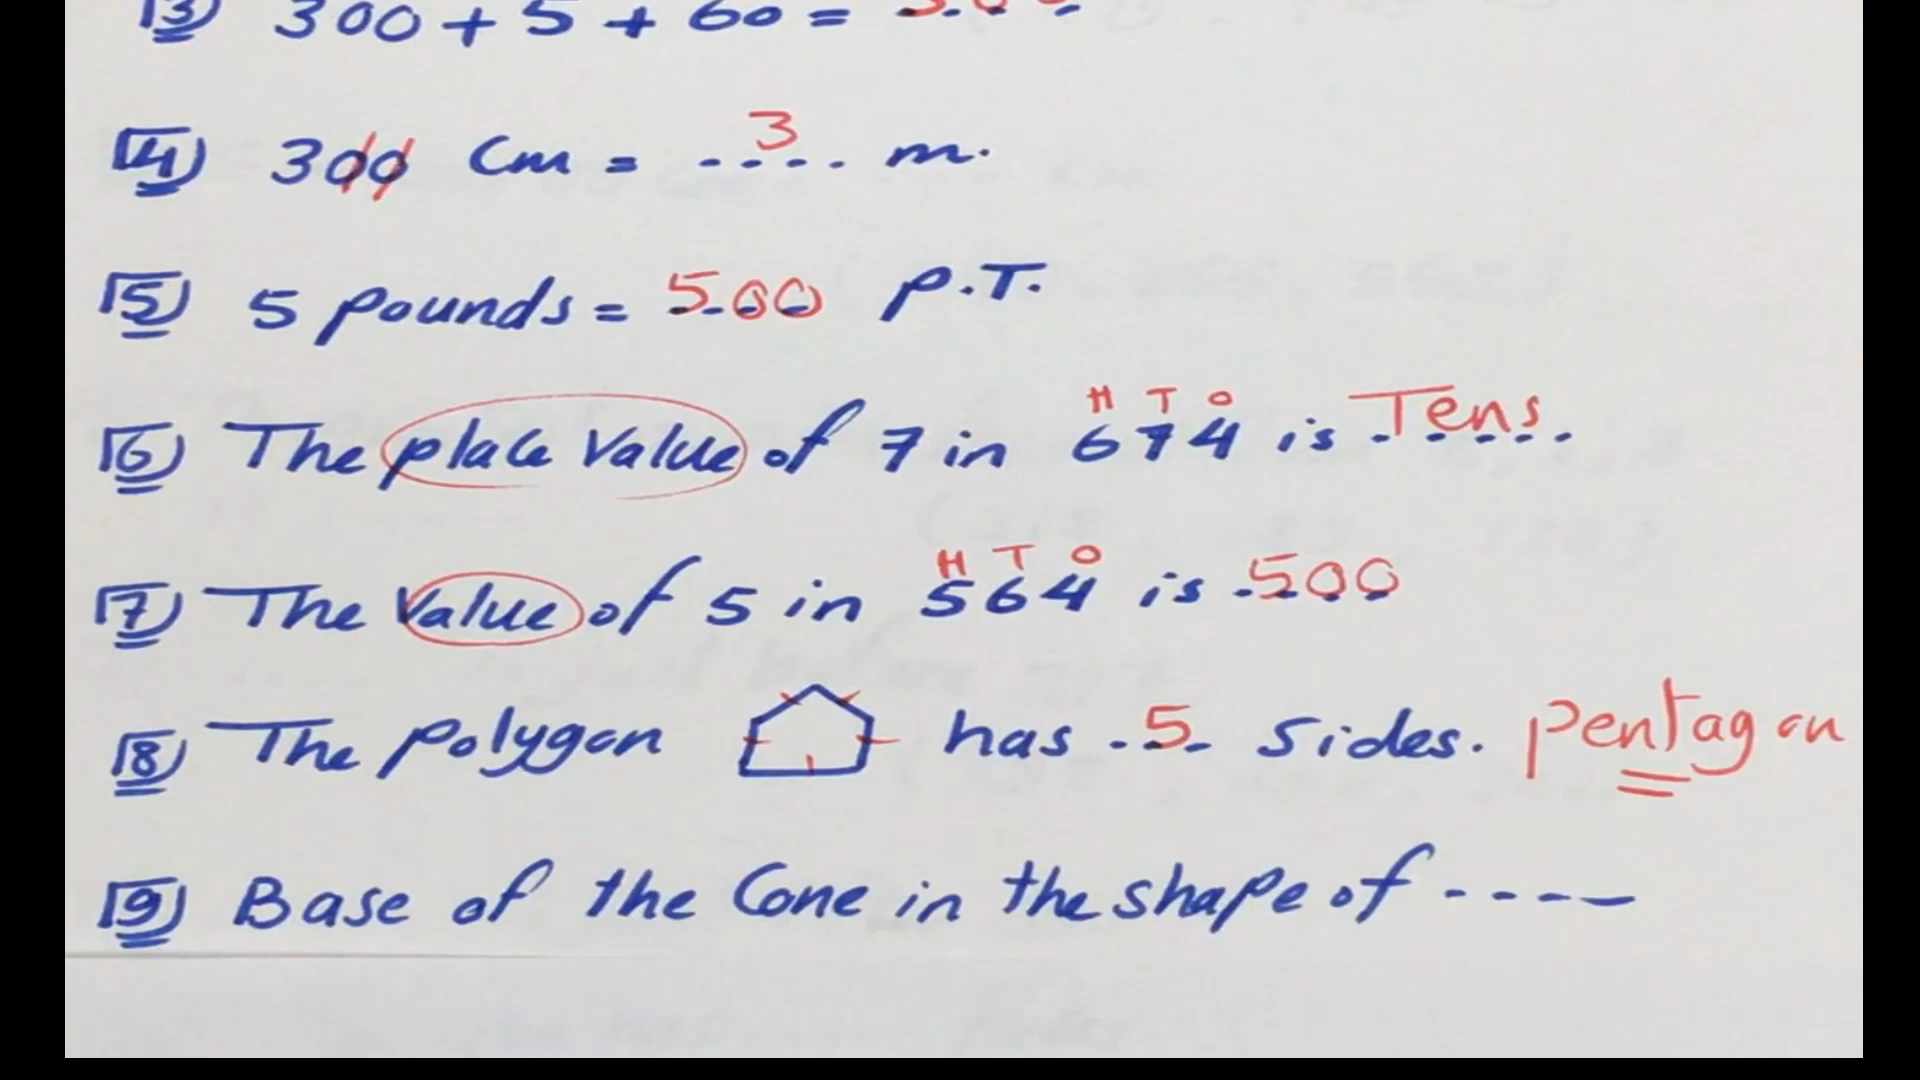 3) 300 + 5 + 60 =
4) 300 Cm = 3 m.
5) 5 pounds = 500 P.T.
H T O
6) The place Value of 7 in 674 is Tens
H T O
7) The Value of 5 in 564 is 500
8) The polygon has 5 sides. pentagon
9) Base of the Cone in the shape of ----